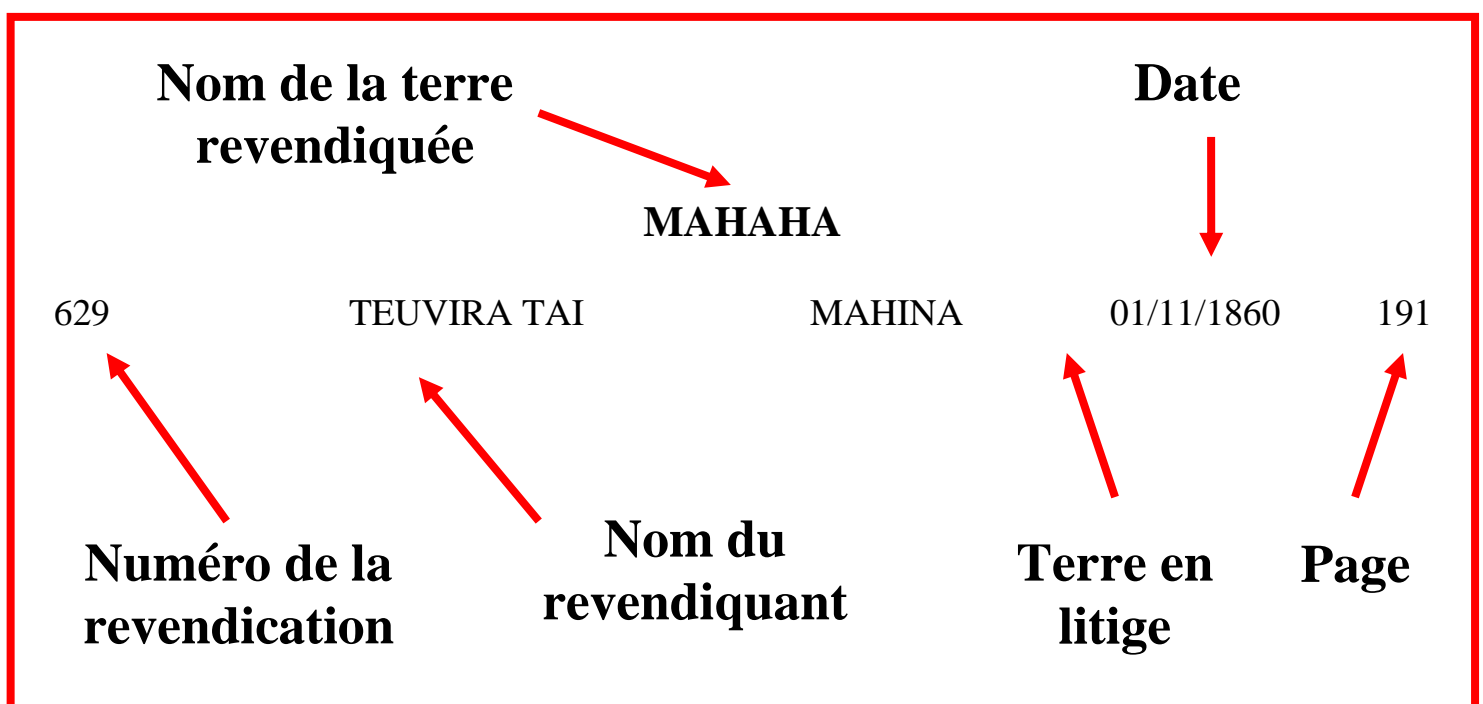 Nom de la terre
revendiquée
Date
MAHAHA
629 TEUVIRA TAI MAHINA 01/11/1860 191
Numéro de la
revendication
Nom du
revendiquant
Terre en
litige
Page